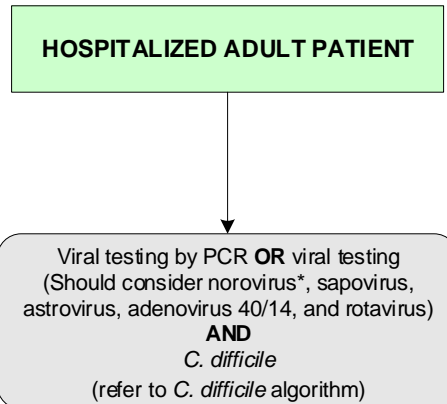 HOSPITALIZED ADULT PATIENT
Viral testing by PCR OR viral testing
(Should consider norovirus*, sapovirus,
astrovirus, adenovirus 40/14, and rotavirus)
AND
C. difficile
(refer to C. difficile algorithm)